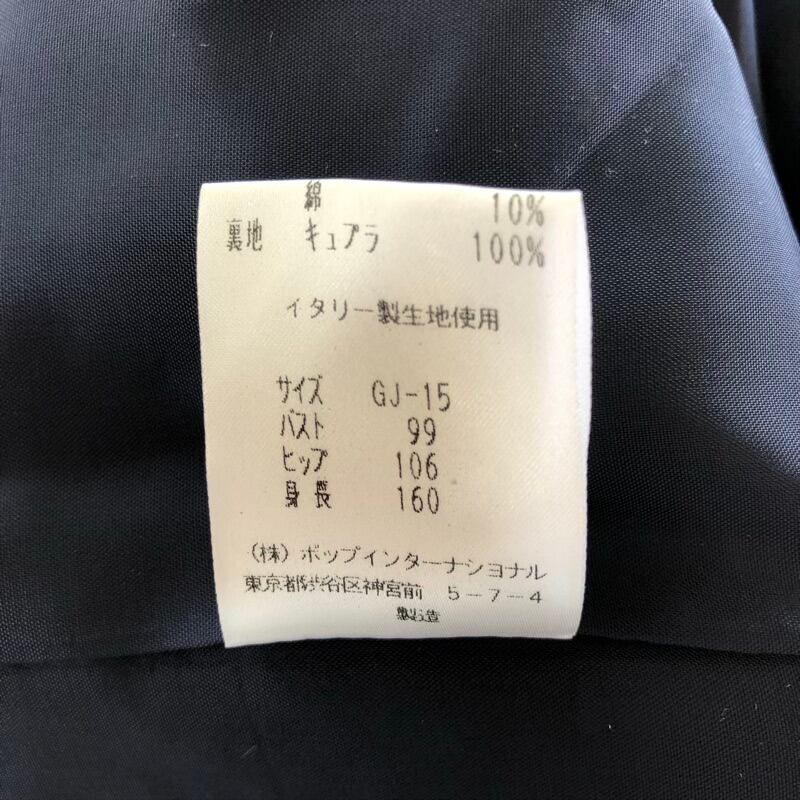 綿 10%
裏地 キュプラ 100%
イタリー製生地使用
サイズ GJ-15
バスト 99
ヒップ 106
身長 160
(株)ボップインターナショナル
東京都渋谷区神宮前 5-7-4
製造